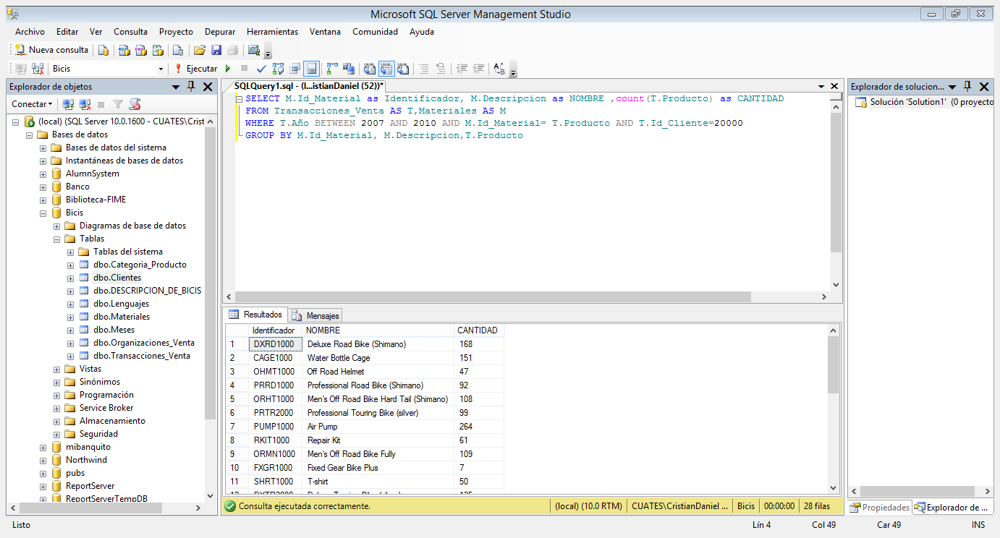 Microsoft SQL Server Management Studio
Archivo Editar Ver Consulta Proyecto Depurar Herramientas Ventana Comunidad Ayuda
Nueva consulta
Bicis Ejecutar
Explorador de objetos
Conectar
(local) (SQL Server 10.0.1600 - CUATES\Crist
Bases de datos
Bases de datos del sistema
Instantáneas de bases de datos
AlumnSystem
Banco
Biblioteca-FIME
Bicis
Diagramas de base de datos
Tablas
Tablas del sistema
dbo.Categoria_Producto
dbo.Clientes
dbo.DESCRIPCION_DE_BICIS
dbo.Lenguajes
dbo.Materiales
dbo.Meses
dbo.Organizaciones_Venta
dbo.Transacciones_Venta
Vistas
Sinónimos
Programación
Service Broker
Almacenamiento
Seguridad
mibanquito
Northwind
pubs
ReportServer
ReportServerTempDB
SQLQuery1.sql - (l...istianDaniel (52))*
SELECT M.Id_Material as Identificador, M.Descripcion as NOMBRE ,count(T.Producto) as CANTIDAD
FROM Transacciones_Venta AS T,Materiales AS M
WHERE T.Año BETWEEN 2007 AND 2010 AND M.Id_Material= T.Producto AND T.Id_Cliente=20000
GROUP BY M.Id_Material, M.Descripcion,T.Producto
Resultados Mensajes
Identificador NOMBRE CANTIDAD
1 DXRD1000 Deluxe Road Bike (Shimano) 168
2 CAGE1000 Water Bottle Cage 151
3 OHMT1000 Off Road Helmet 47
4 PRRD1000 Professional Road Bike (Shimano) 92
5 ORHT1000 Men's Off Road Bike Hard Tail (Shimano) 108
6 PRTR2000 Professional Touring Bike (silver) 99
7 PUMP1000 Air Pump 264
8 RKIT1000 Repair Kit 61
9 ORMN1000 Men's Off Road Bike Fully 109
10 FXGR1000 Fixed Gear Bike Plus 7
11 SHRT1000 T-shirt 50
Consulta ejecutada correctamente. (local) (10.0 RTM) CUATES\CristianDaniel ... Bicis 00:00:00 28 filas
Explorador de solucion...
Solución 'Solution1' (0 proyecto
Propiedades Explorador de ...
Listo Lín 4 Col 49 Car 49 INS